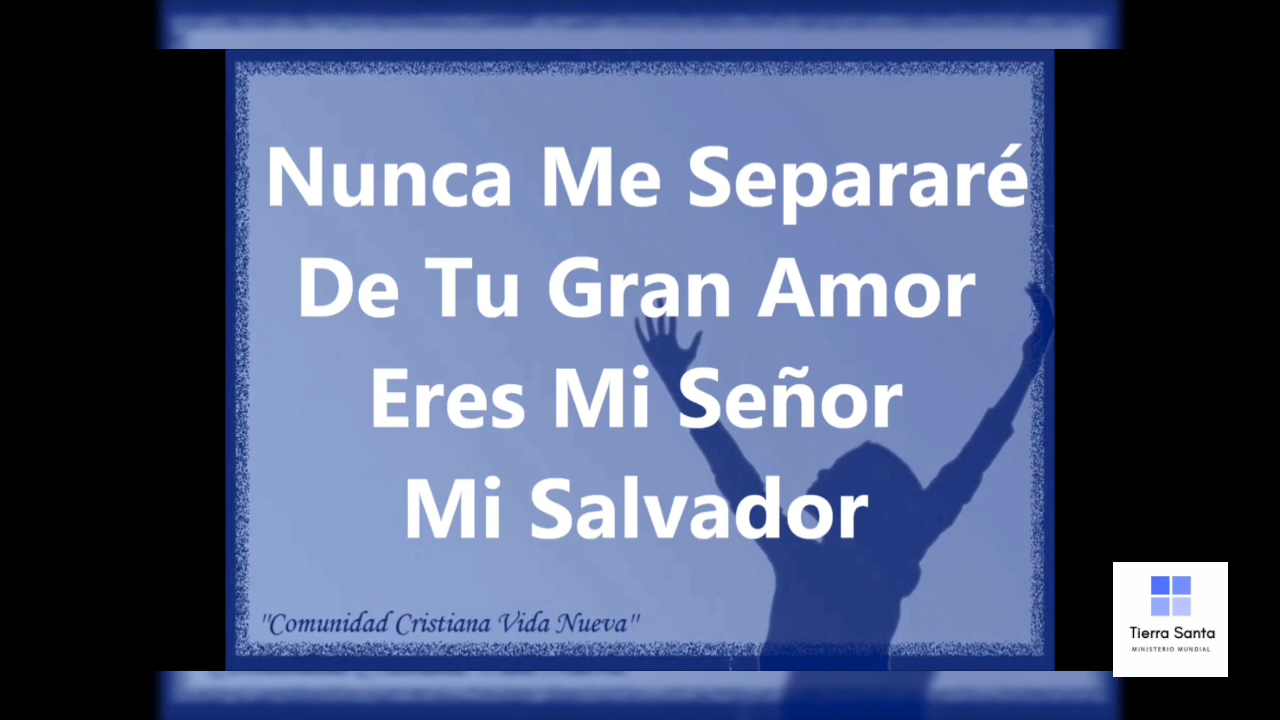 Nunca Me Separaré
De Tu Gran Amor
Eres Mi Señor
Mi Salvador
"Comunidad Cristiana Vida Nueva"
Tierra Santa
MINISTERIO MUNDIAL